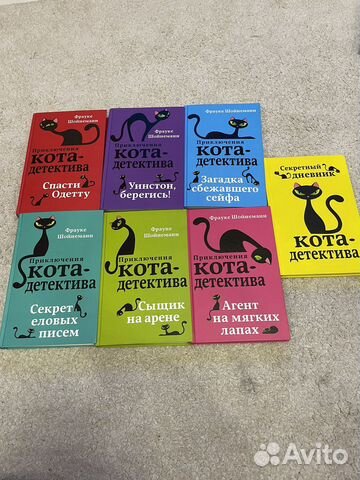 Фрауке
Шойнеманн
Приключения
кота-
детектива
Спасти
Одетту
Фрауке
Шойнеманн
Приключения
кота-
детектива
Уинстон,
берегись!
Фрауке
Шойнеманн
Приключения
кота-
детектива
Загадка
сбежавшего
сейфа
Секретный
дневник
кота-
детектива
Фрауке
Шойнеманн
Приключения
кота-
детектива
Секрет
еловых
писем
Фрауке
Шойнеманн
Приключения
кота-
детектива
Сыщик
на арене
Фрауке Шойнеманн
Приключения
кота-
детектива
Агент
на мягких
лапах
Avito